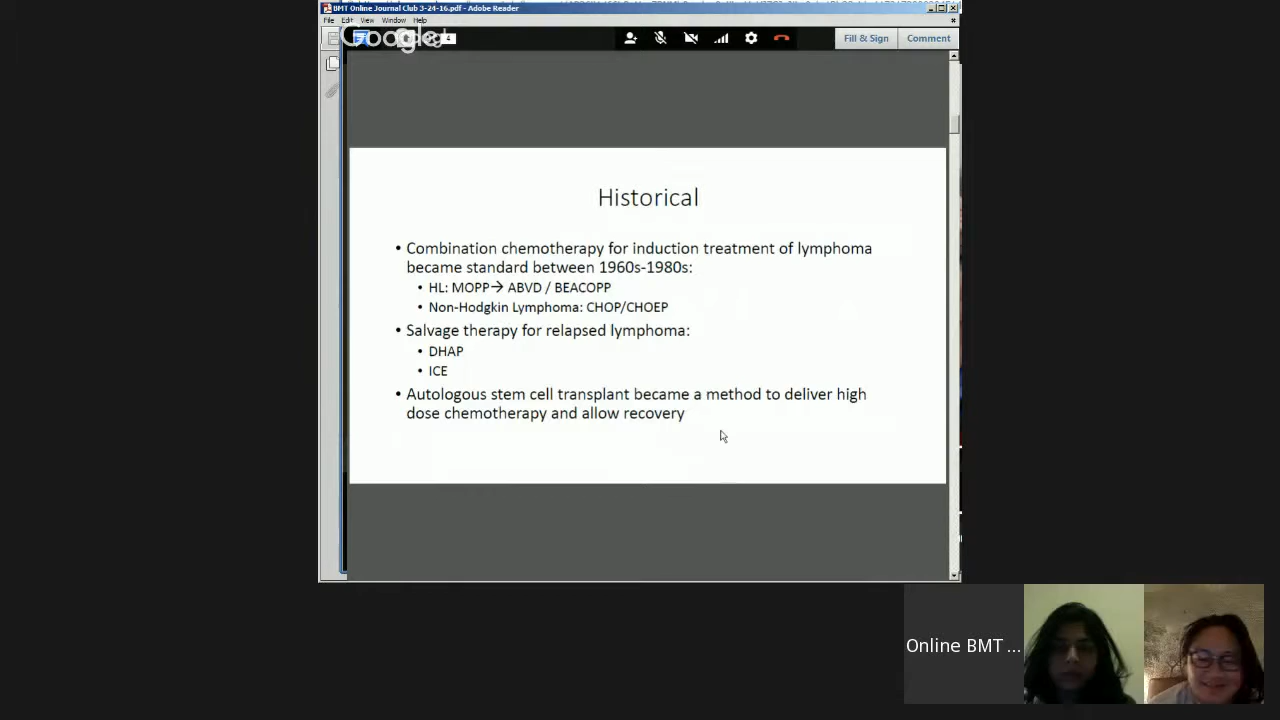 BMT Online Journal Club 3-24-16.pdf - Adobe Reader
File Edit View Window Help
Google
4
Fill & Sign Comment
Historical
• Combination chemotherapy for induction treatment of lymphoma
became standard between 1960s-1980s:
• HL: MOPP→ ABVD / BEACOPP
• Non-Hodgkin Lymphoma: CHOP/CHOEP
• Salvage therapy for relapsed lymphoma:
• DHAP
• ICE
• Autologous stem cell transplant became a method to deliver high
dose chemotherapy and allow recovery
Online BMT ...